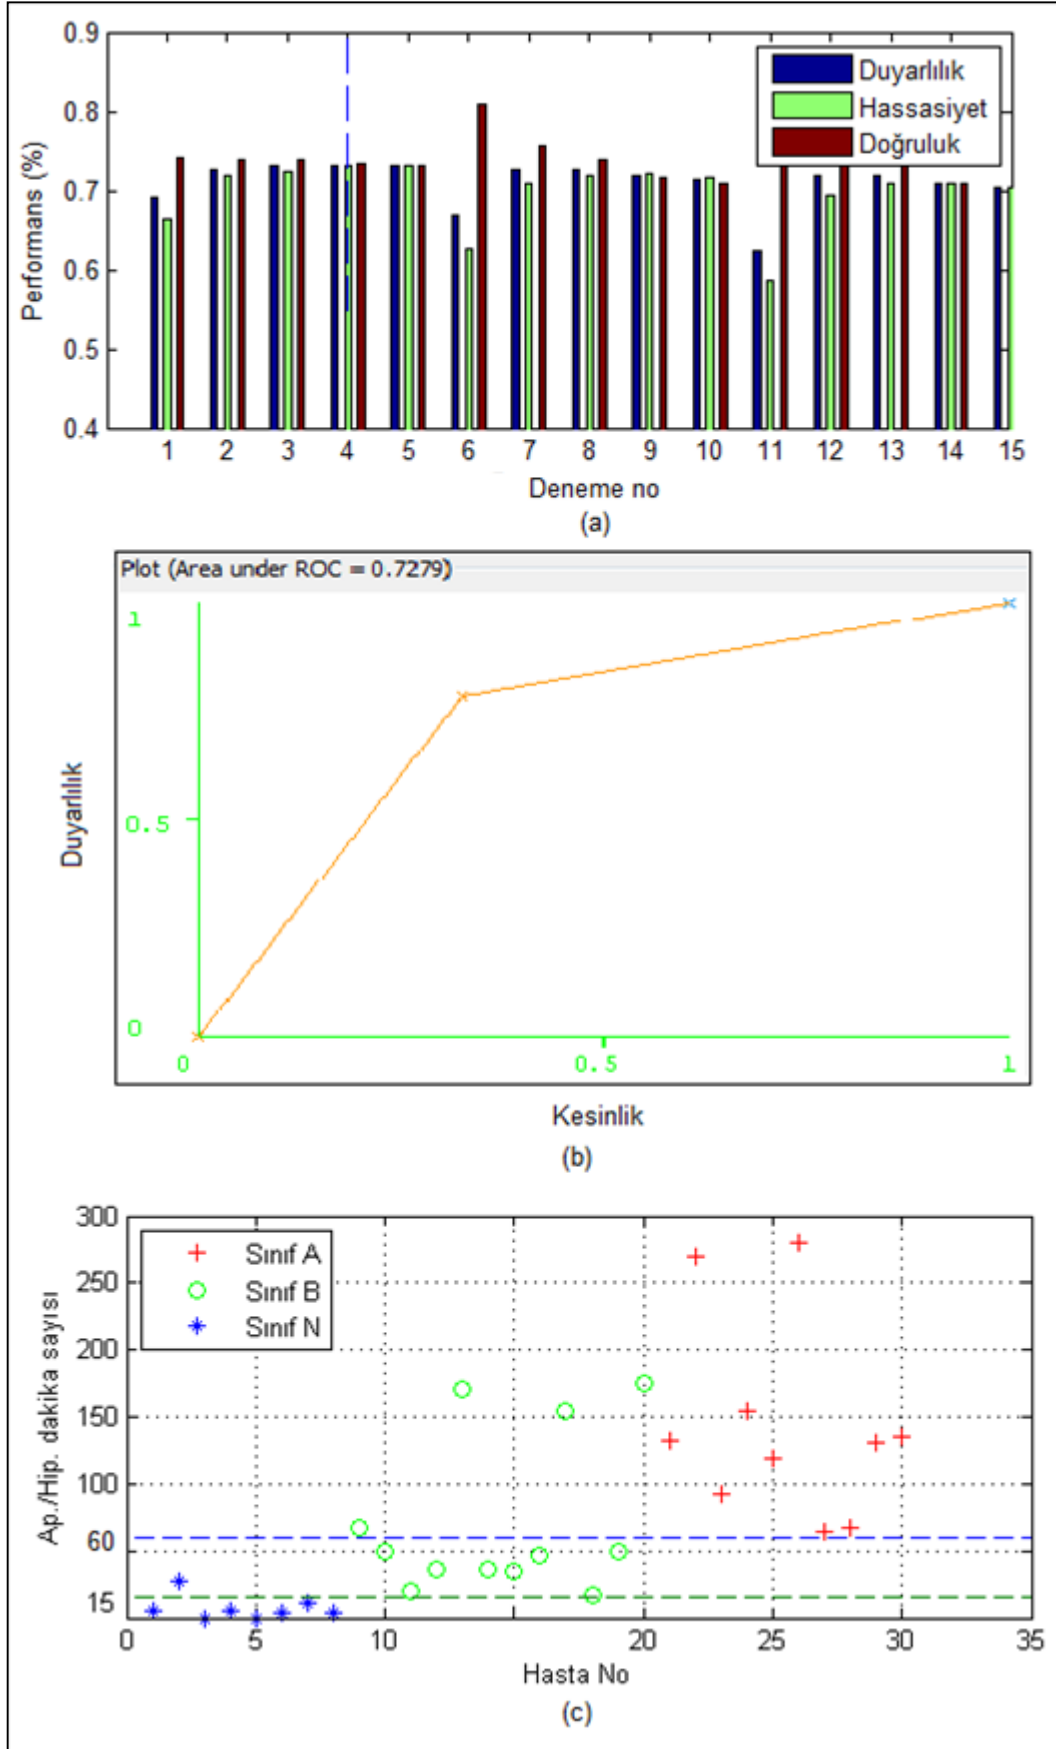 0.9
0.8
0.7
0.6
0.5
0.4
Performans (%)
Duyarlılık
Hassasiyet
Doğruluk
1 2 3 4 5 6 7 8 9 10 11 12 13 14 15
Deneme no
(a)
Plot (Area under ROC = 0.7279)
1
0.5
0
Duyarlılık
0 0.5 1
Kesinlik
(b)
300
250
200
150
100
60
15
Ap./Hip. dakika sayısı
Sınıf A
Sınıf B
Sınıf N
0 5 10 15 20 25 30 35
Hasta No
(c)